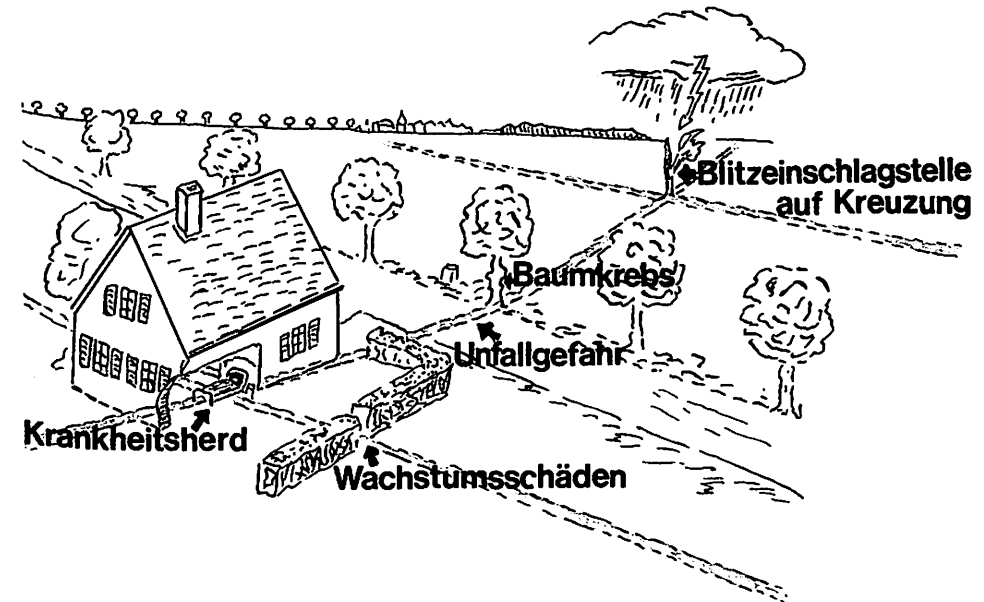 Blitzeinschlagstelle
auf Kreuzung
Baumkrebs
Unfallgefahr
Krankheitsherd
Wachstumsschäden